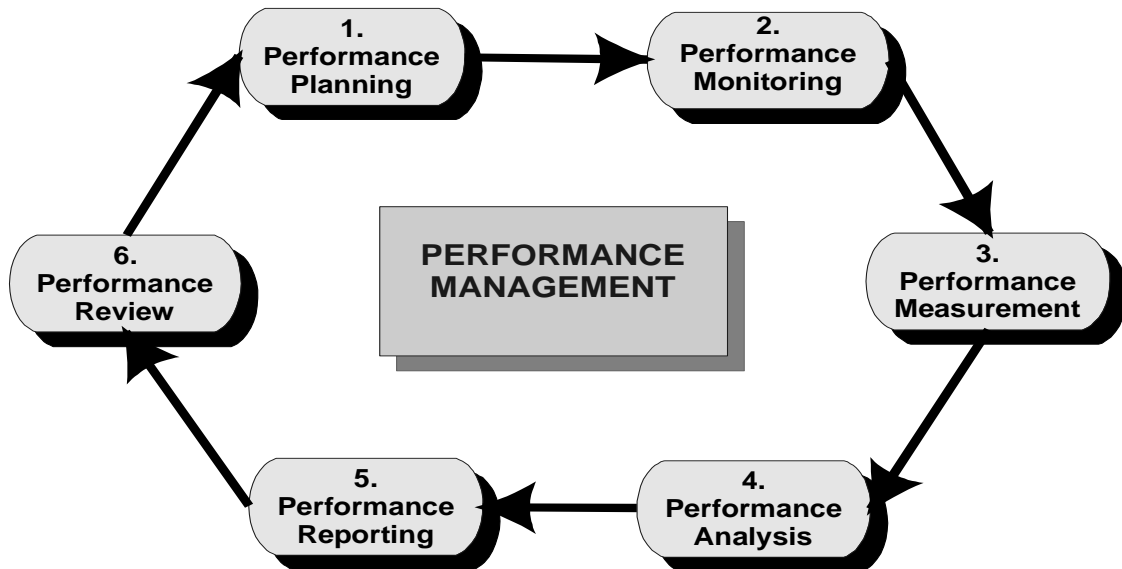 1.
Performance
Planning
2.
Performance
Monitoring
PERFORMANCE
MANAGEMENT
3.
Performance
Measurement
4.
Performance
Analysis
5.
Performance
Reporting
6.
Performance
Review